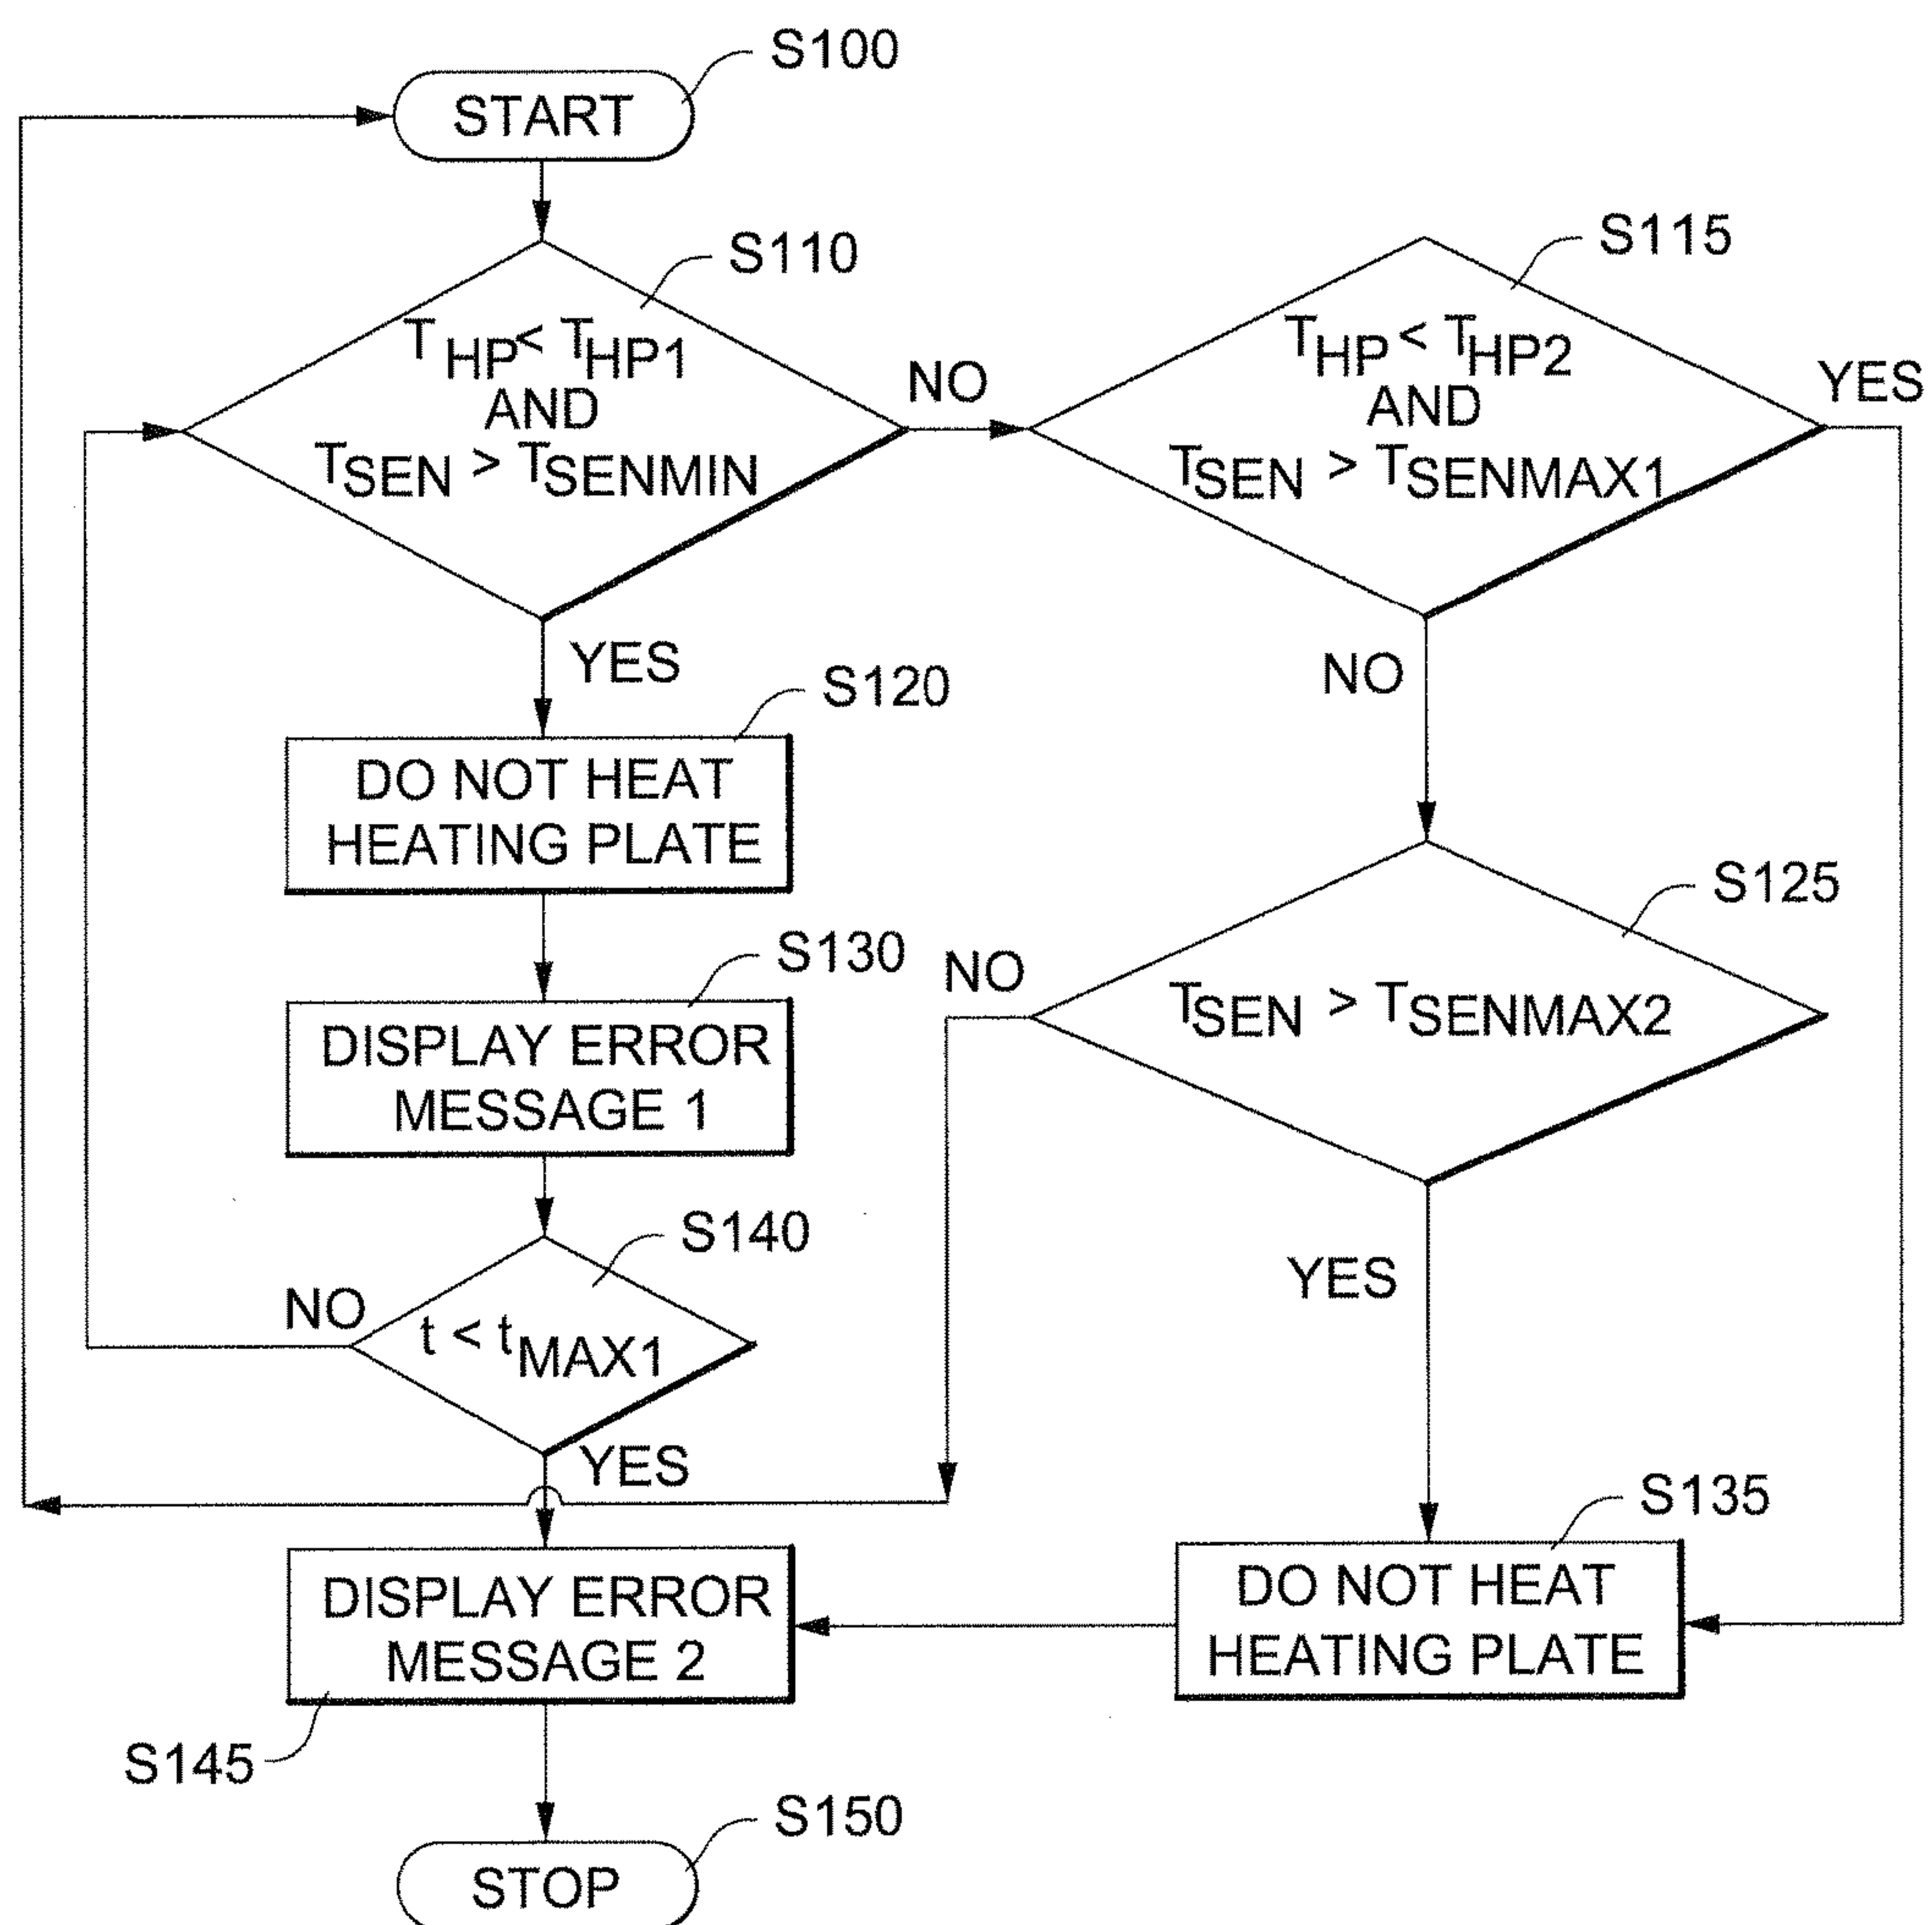 S100
START
S110
T HP< THP1
AND
TSEN > TSENMIN
NO
S115
THP < THP2
AND
TSEN > TSENMAX1
YES
YES
NO
S120
DO NOT HEAT
HEATING PLATE
S125
TSEN > TSENMAX2
NO
YES
S130
DISPLAY ERROR
MESSAGE 1
S140
t < tMAX1
NO
YES
S135
DO NOT HEAT
HEATING PLATE
DISPLAY ERROR
MESSAGE 2
S145
S150
STOP